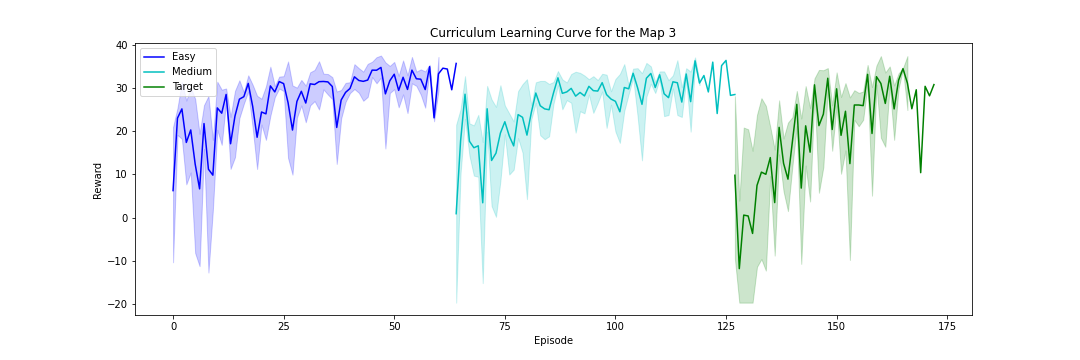 Curriculum Learning Curve for the Map 3
Easy
Medium
Target
Reward
40
30
20
10
0
−10
−20
0
25
50
75
100
125
150
175
Episode